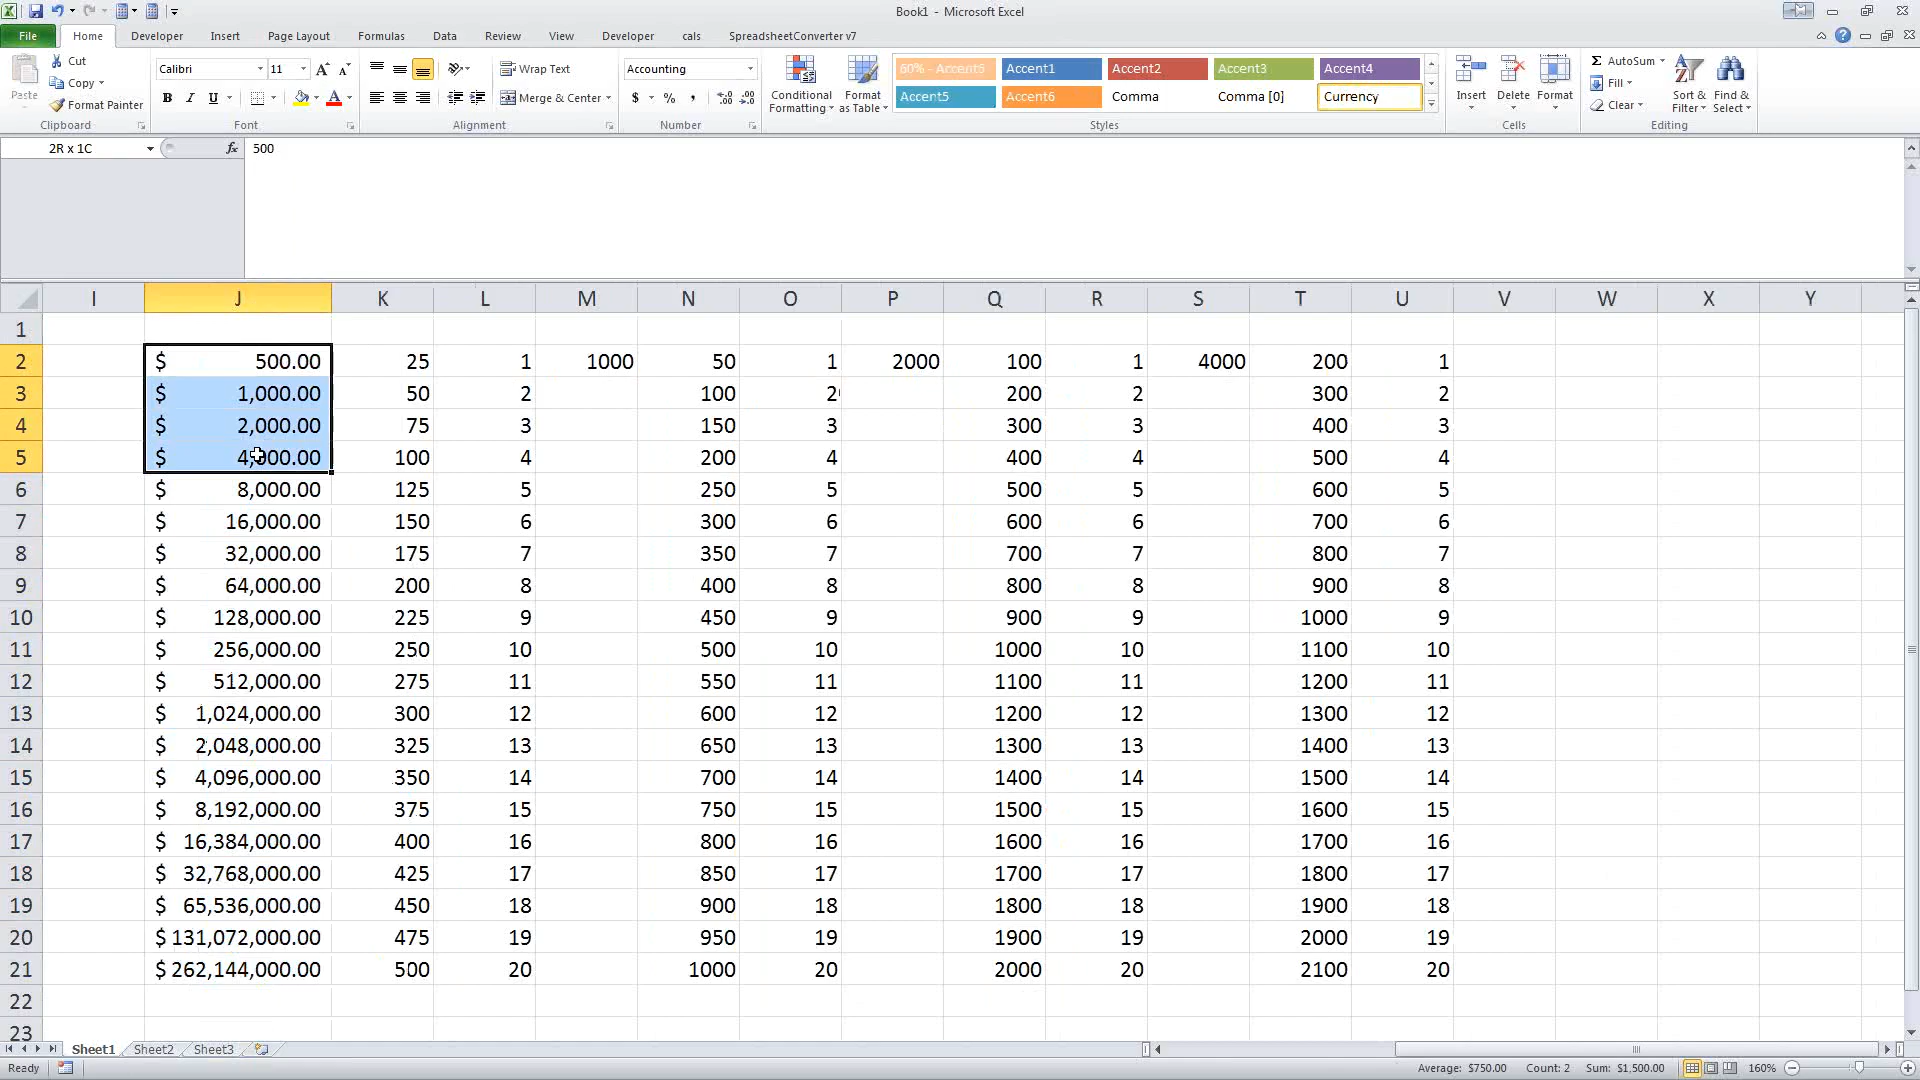 Book1 - Microsoft Excel
File Home Developer Insert Page Layout Formulas Data Review View Developer cals SpreadsheetConverter v7
Paste Cut Calibri 11 Wrap Text Accounting Conditional Formatting Format as Table 60% - Accent6 Accent1 Accent2 Accent3 Accent4 Insert Delete Format AutoSum Sort & Filter Find & Select
Copy Fill
Format Painter B I U Merge & Center $ % , Accent5 Accent6 Comma Comma [0] Currency Clear
Clipboard Font Alignment Number Styles Cells Editing
2R x 1C fx 500
I J K L M N O P Q R S T U V W X Y
1
2 $ 500.00 25 1 1000 50 1 2000 100 1 4000 200 1
3 $ 1,000.00 50 2 100 2 200 2 300 2
4 $ 2,000.00 75 3 150 3 300 3 400 3
5 $ 4,000.00 100 4 200 4 400 4 500 4
6 $ 8,000.00 125 5 250 5 500 5 600 5
7 $ 16,000.00 150 6 300 6 600 6 700 6
8 $ 32,000.00 175 7 350 7 700 7 800 7
9 $ 64,000.00 200 8 400 8 800 8 900 8
10 $ 128,000.00 225 9 450 9 900 9 1000 9
11 $ 256,000.00 250 10 500 10 1000 10 1100 10
12 $ 512,000.00 275 11 550 11 1100 11 1200 11
13 $ 1,024,000.00 300 12 600 12 1200 12 1300 12
14 $ 2,048,000.00 325 13 650 13 1300 13 1400 13
15 $ 4,096,000.00 350 14 700 14 1400 14 1500 14
16 $ 8,192,000.00 375 15 750 15 1500 15 1600 15
17 $ 16,384,000.00 400 16 800 16 1600 16 1700 16
18 $ 32,768,000.00 425 17 850 17 1700 17 1800 17
19 $ 65,536,000.00 450 18 900 18 1800 18 1900 18
20 $ 131,072,000.00 475 19 950 19 1900 19 2000 19
21 $ 262,144,000.00 500 20 1000 20 2000 20 2100 20
22
23
Sheet1 Sheet2 Sheet3
Ready Average: $750.00 Count: 2 Sum: $1,500.00 160%